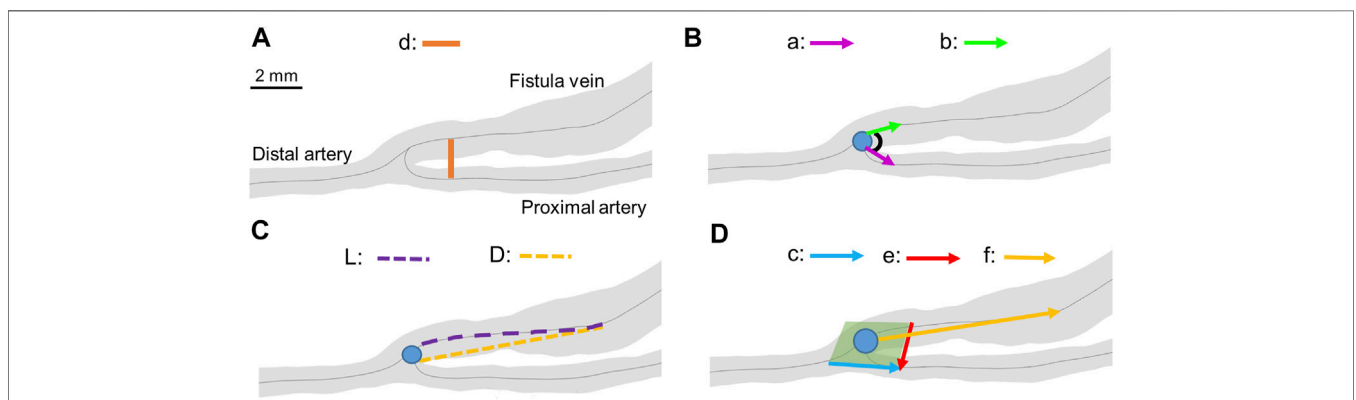 A
d:
2 mm
Fistula vein
Distal artery
Proximal artery
B
a:
b:
C
L:
D:
D
c:
e:
f: